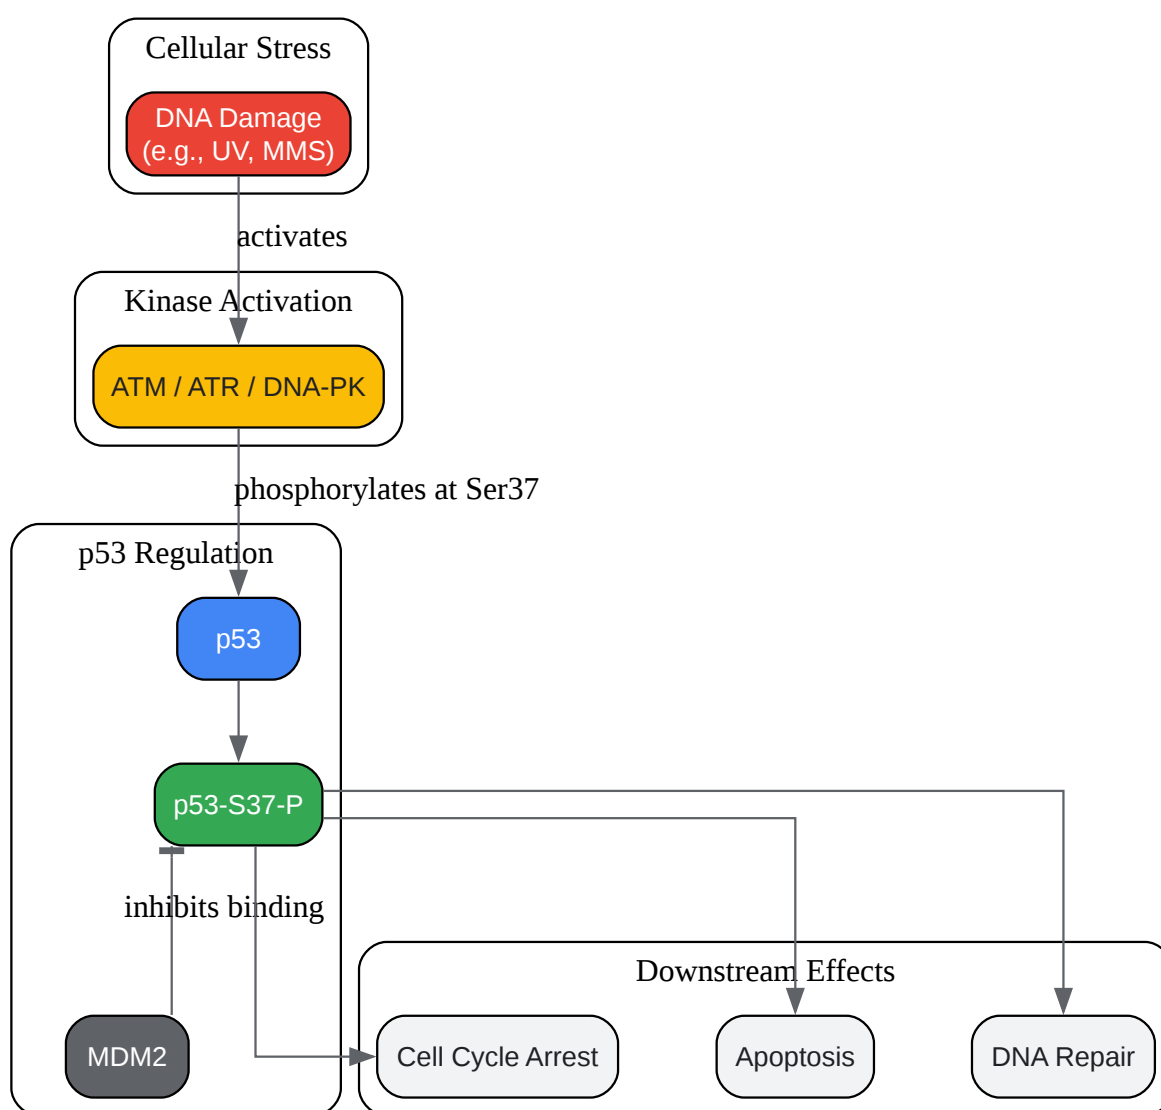 Cellular Stress
DNA Damage
(e.g., UV, MMS)
activates
Kinase Activation
ATM / ATR / DNA-PK
phosphorylates at Ser37
p53 Regulation
p53
p53-S37-P
inhibits binding
Downstream Effects
MDM2
Cell Cycle Arrest
Apoptosis
DNA Repair